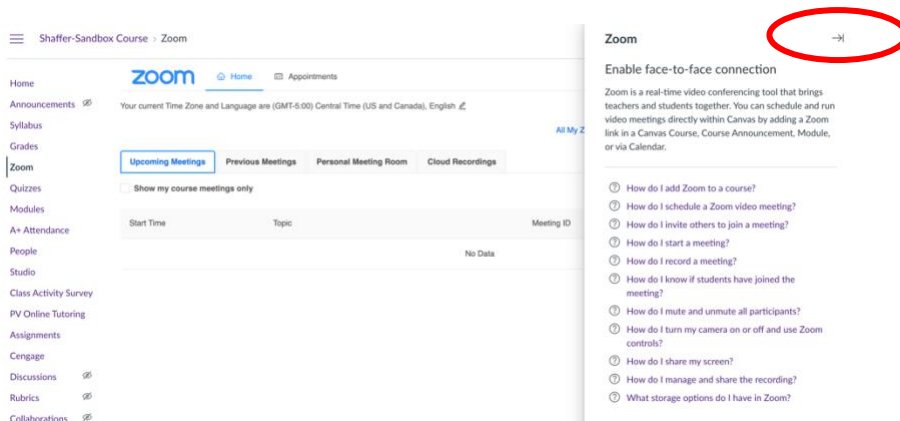 Shaffer-Sandbox Course › Zoom
Home
Announcements
Syllabus
Grades
Zoom
Quizzes
Modules
A+ Attendance
People
Studio
Class Activity Survey
PV Online Tutoring
Assignments
Cengage
Discussions
Rubrics
Collaborations
zoom Home Appointments
Your current Time Zone and Language are (GMT-5:00) Central Time (US and Canada), English
All My Z
Upcoming Meetings Previous Meetings Personal Meeting Room Cloud Recordings
Show my course meetings only
Start Time Topic Meeting ID
No Data
Zoom
Enable face-to-face connection
Zoom is a real-time video conferencing tool that brings
teachers and students together. You can schedule and run
video meetings directly within Canvas by adding a Zoom
link in a Canvas Course, Course Announcement, Module,
or via Calendar.
How do I add Zoom to a course?
How do I schedule a Zoom video meeting?
How do I invite others to join a meeting?
How do I start a meeting?
How do I record a meeting?
How do I know if students have joined the
meeting?
How do I mute and unmute all participants?
How do I turn my camera on or off and use Zoom
controls?
How do I share my screen?
How do I manage and share the recording?
What storage options do I have in Zoom?